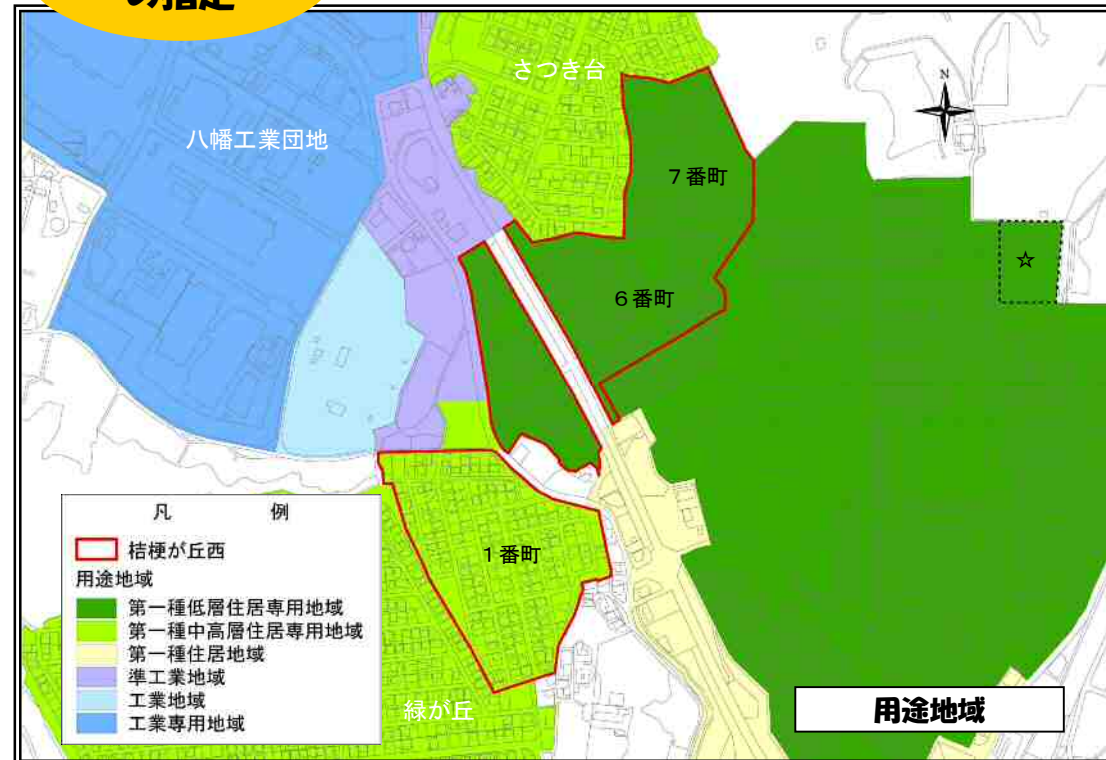 の指定
さつき台
N
八幡工業団地
7番町
☆
6番町
1番町
緑が丘
凡 例
桔梗が丘西
用途地域
第一種低層住居専用地域
第一種中高層住居専用地域
第一種住居地域
準工業地域
工業地域
工業専用地域
用途地域